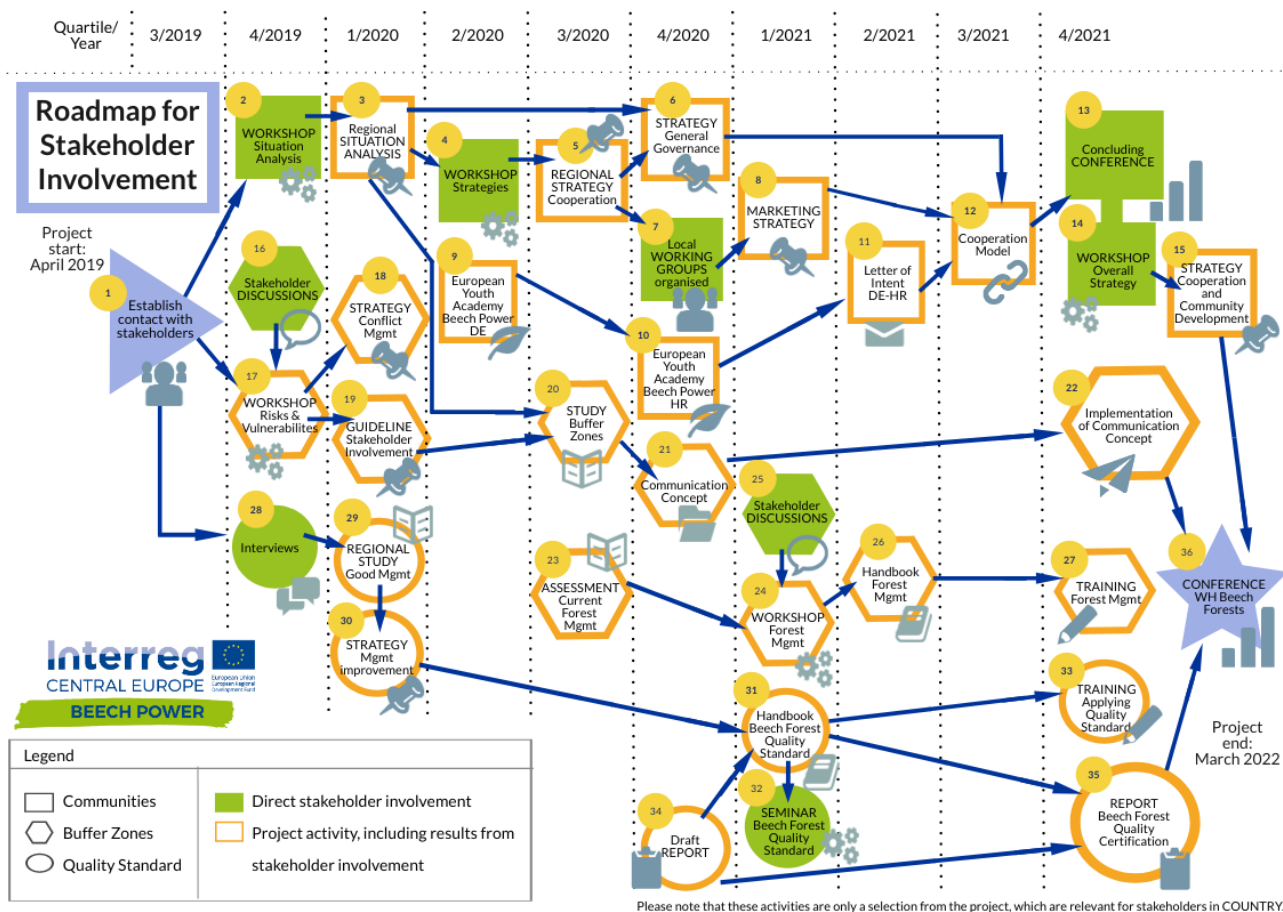 Quartile/
Year
3/2019
4/2019
1/2020
2/2020
3/2020
4/2020
1/2021
2/2021
3/2021
4/2021
Roadmap for
Stakeholder
Involvement
Project
start:
April 2019
1
Establish
contact with
stakeholders
2
WORKSHOP
Situation
Analysis
3
Regional
SITUATION
ANALYSIS
4
WORKSHOP
Strategies
5
REGIONAL
STRATEGY
Cooperation
6
STRATEGY
General
Governance
7
Local
WORKING
GROUPS
organised
8
MARKETING
STRATEGY
9
European
Youth
Academy
Beech Power
DE
10
European
Youth
Academy
Beech Power
HR
11
Letter of
Intent
DE-HR
12
Cooperation
Model
13
Concluding
CONFERENCE
14
WORKSHOP
Overall
Strategy
15
STRATEGY
Cooperation
and
Community
Development
16
Stakeholder
DISCUSSIONS
17
WORKSHOP
Risks &
Vulnerabilites
18
STRATEGY
Conflict
Mgmt
19
GUIDELINE
Stakeholder
Involvement
20
STUDY
Buffer
Zones
21
Communication
Concept
22
Implementation
of Communication
Concept
23
ASSESSMENT
Current
Forest
Mgmt
24
WORKSHOP
Forest
Mgmt
25
Stakeholder
DISCUSSIONS
26
Handbook
Forest
Mgmt
27
TRAINING
Forest Mgmt
28
Interviews
29
REGIONAL
STUDY
Good Mgmt
30
STRATEGY
Mgmt
improvement
31
Handbook
Beech Forest
Quality
Standard
32
SEMINAR
Beech Forest
Quality
Standard
33
TRAINING
Applying
Quality
Standard
34
Draft
REPORT
35
REPORT
Beech Forest
Quality
Certification
36
CONFERENCE
WH Beech
Forests
Project
end:
March 2022
Interreg
CENTRAL EUROPE
European Union
European Regional
Development Fund
BEECH POWER
Legend
Communities
Buffer Zones
Quality Standard
Direct stakeholder involvement
Project activity, including results from
stakeholder involvement
Please note that these activities are only a selection from the project, which are relevant for stakeholders in COUNTRY.